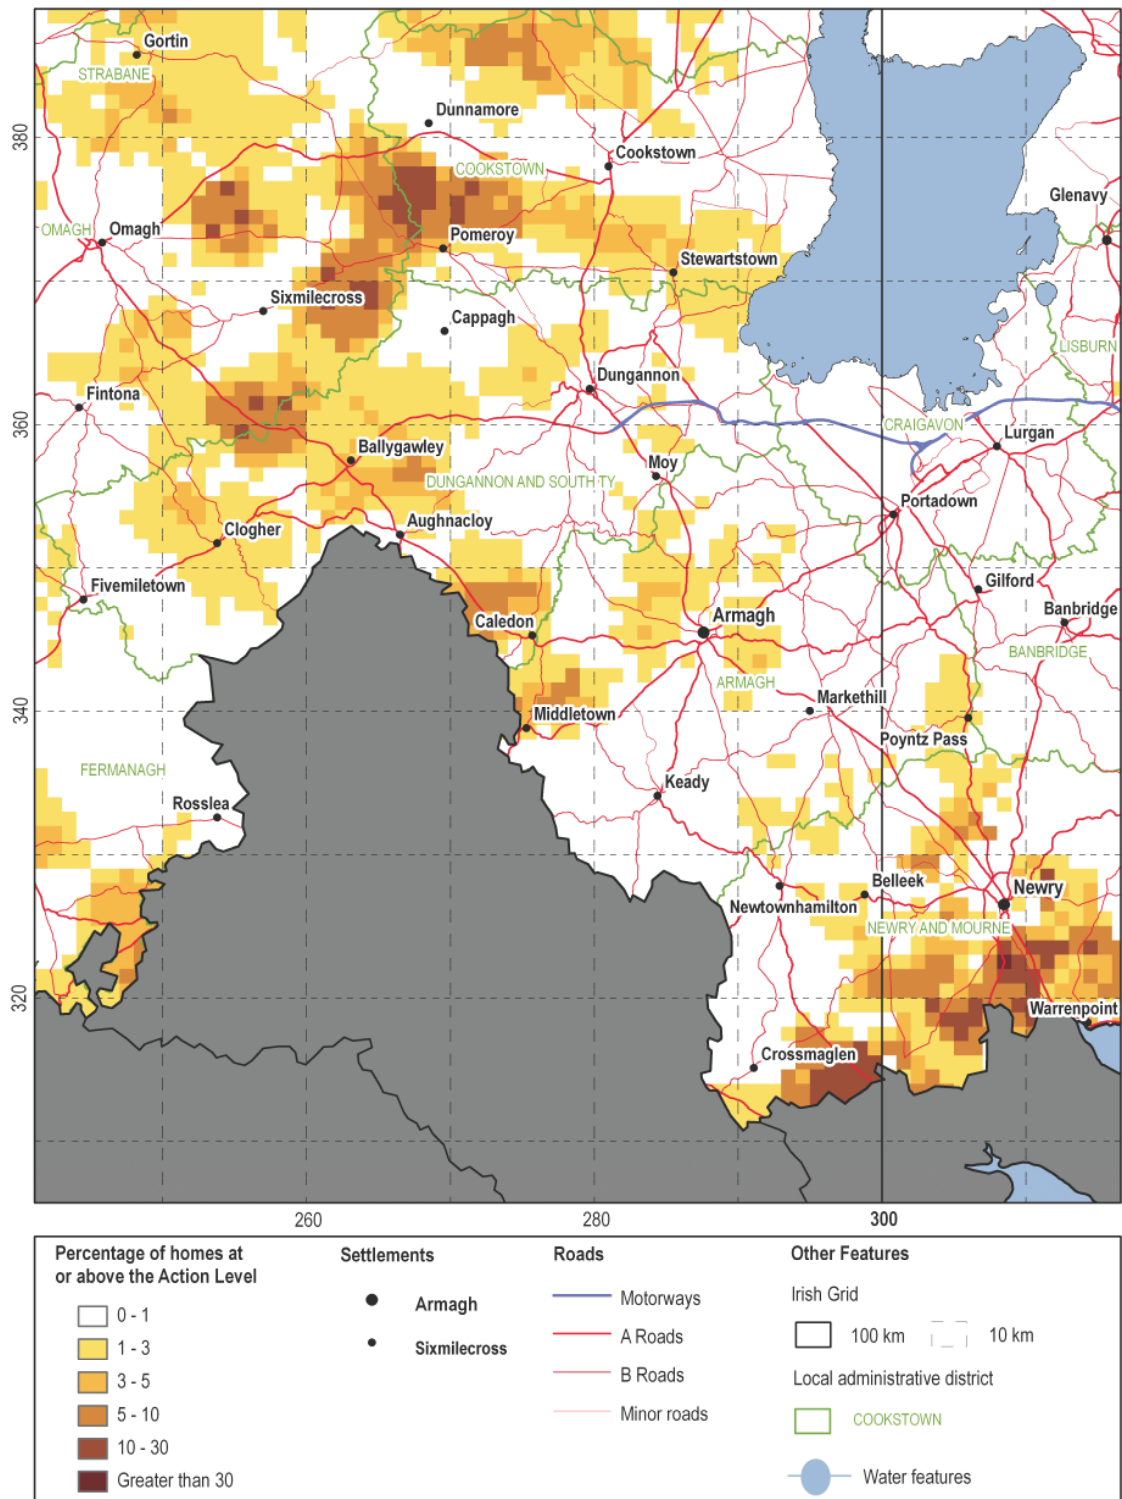 Gortin
STRABANE
Dunnamore
380
Cookstown
COOKSTOWN
Glenavy
OMAGH
Omagh
Pomeroy
Stewartstown
Sixmilecross
Cappagh
LISBURN
Dungannon
Fintona
360
CRAIGAVON
Lurgan
Ballygawley
Moy
DUNGANNON AND SOUTH TY
Portadown
Aughnacloy
Clogher
Fivemiletown
Gilford
Banbridge
Caledon
Armagh
BANBRIDGE
ARMAGH
Markethill
340
Middletown
Poyntz Pass
FERMANAGH
Keady
Rosslea
Belleek
Newry
Newtownhamilton
NEWRY AND MOURNE
320
Warrenpoint
Crossmaglen
260
280
300
Percentage of homes at
or above the Action Level
0 - 1
1 - 3
3 - 5
5 - 10
10 - 30
Greater than 30
Settlements
Armagh
Sixmilecross
Roads
Motorways
A Roads
B Roads
Minor roads
Other Features
Irish Grid
100 km
10 km
Local administrative district
COOKSTOWN
Water features